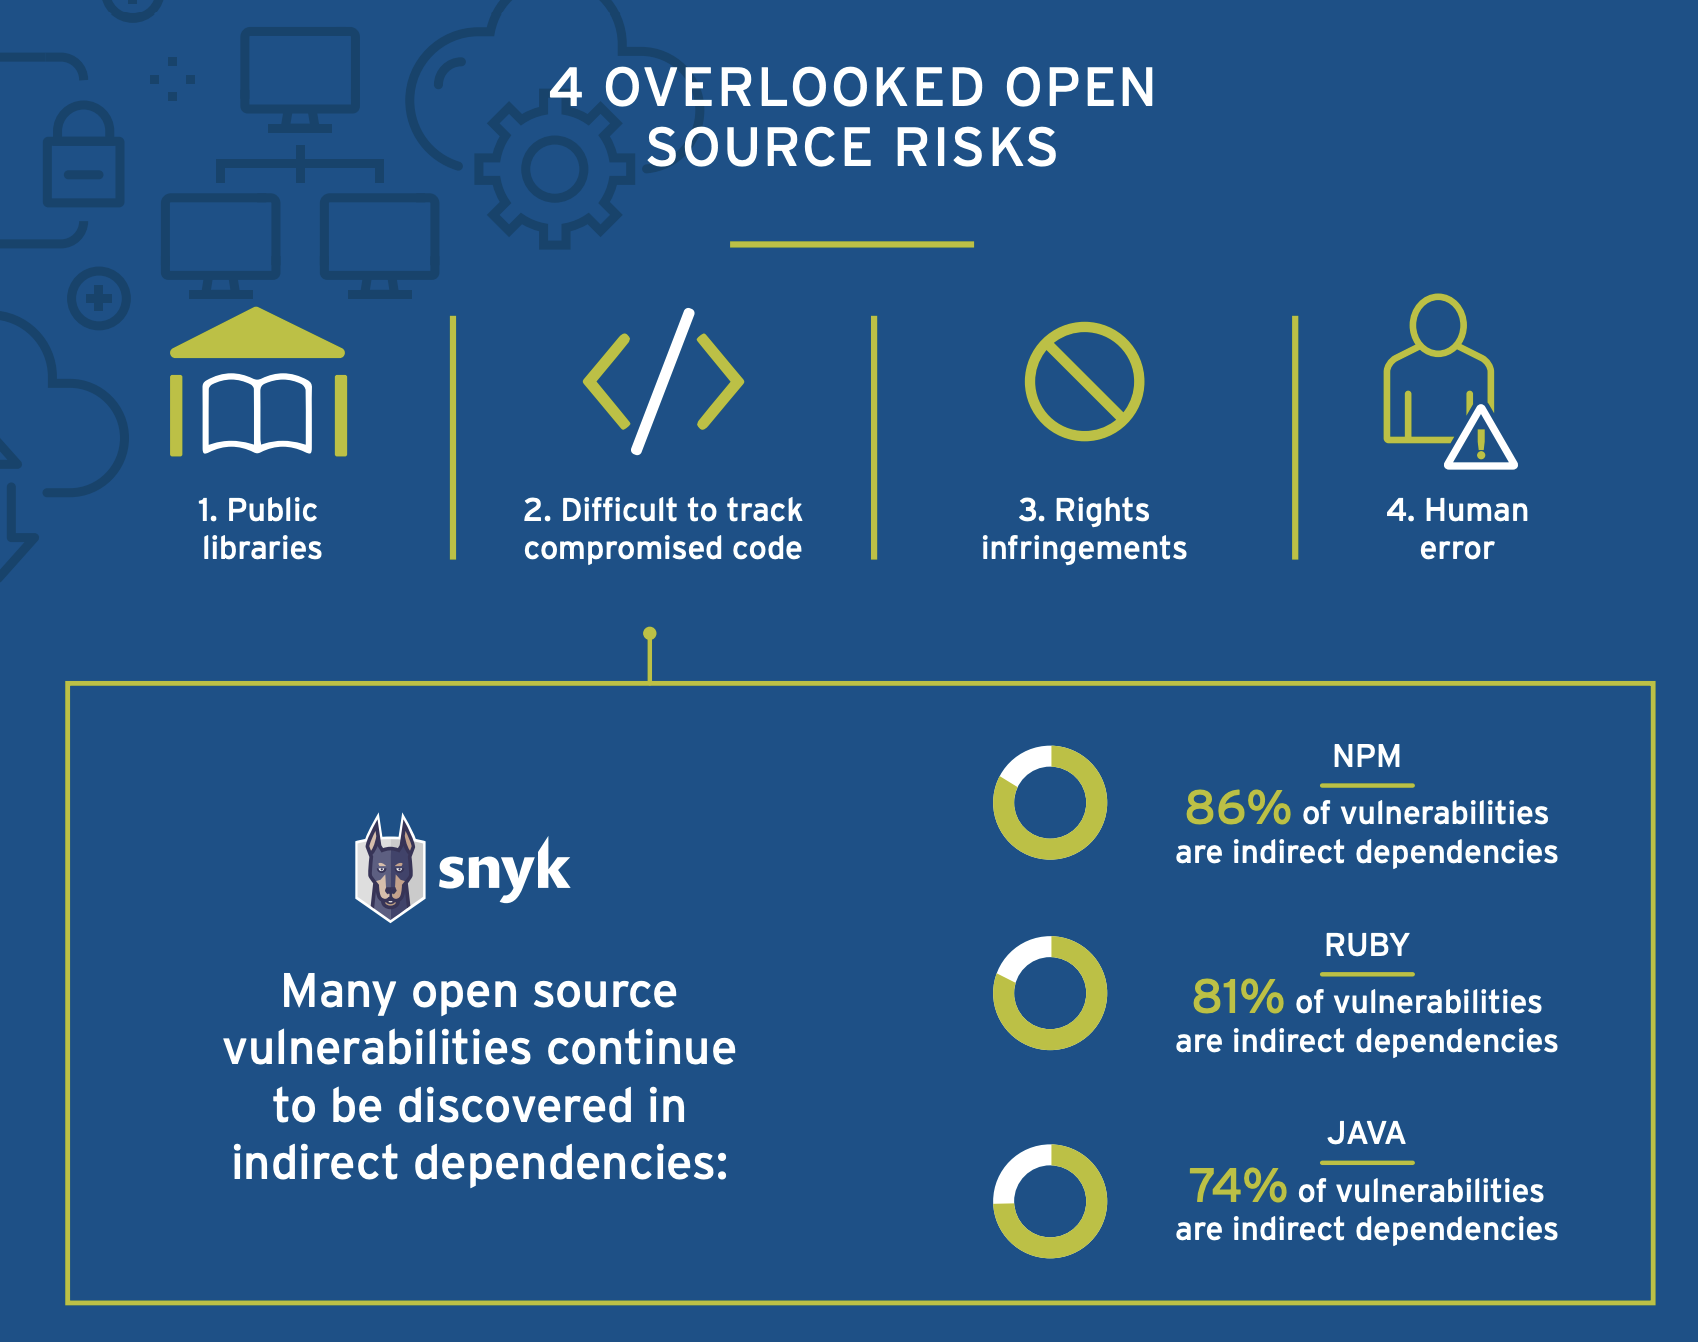 4 OVERLOOKED OPEN
SOURCE RISKS
1. Public
libraries
2. Difficult to track
compromised code
3. Rights
infringements
4. Human
error
snyk
Many open source
vulnerabilities continue
to be discovered in
indirect dependencies:
NPM
86% of vulnerabilities
are indirect dependencies
RUBY
81% of vulnerabilities
are indirect dependencies
JAVA
74% of vulnerabilities
are indirect dependencies